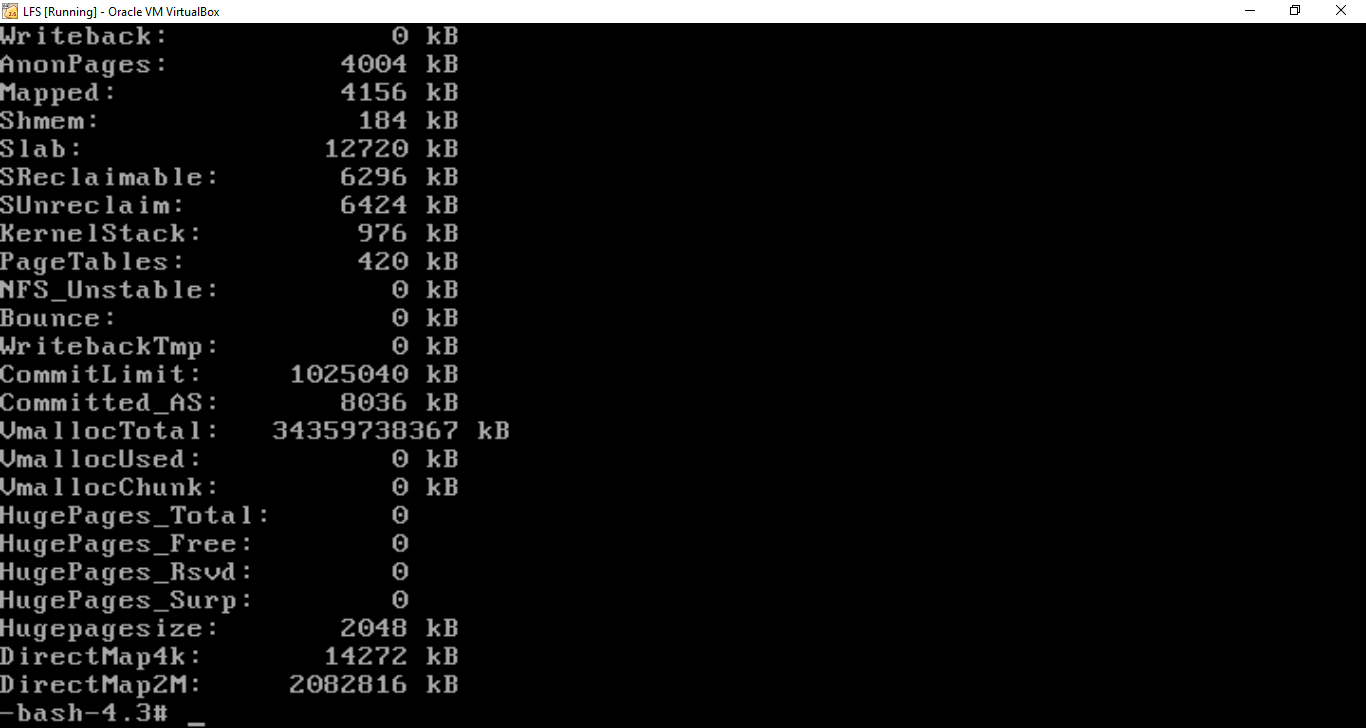 LFS [Running] - Oracle VM VirtualBox
Writeback:             0 kB
AnonPages:          4004 kB
Mapped:             4156 kB
Shmem:               184 kB
Slab:              12720 kB
SReclaimable:       6296 kB
SUnreclaim:         6424 kB
KernelStack:         976 kB
PageTables:          420 kB
NFS_Unstable:          0 kB
Bounce:                0 kB
WritebackTmp:          0 kB
CommitLimit:     1025040 kB
Committed_AS:       8036 kB
VmallocTotal:   34359738367 kB
VmallocUsed:           0 kB
VmallocChunk:          0 kB
HugePages_Total:       0
HugePages_Free:        0
HugePages_Rsvd:        0
HugePages_Surp:        0
Hugepagesize:       2048 kB
DirectMap4k:       14272 kB
DirectMap2M:     2082816 kB
-bash-4.3# _